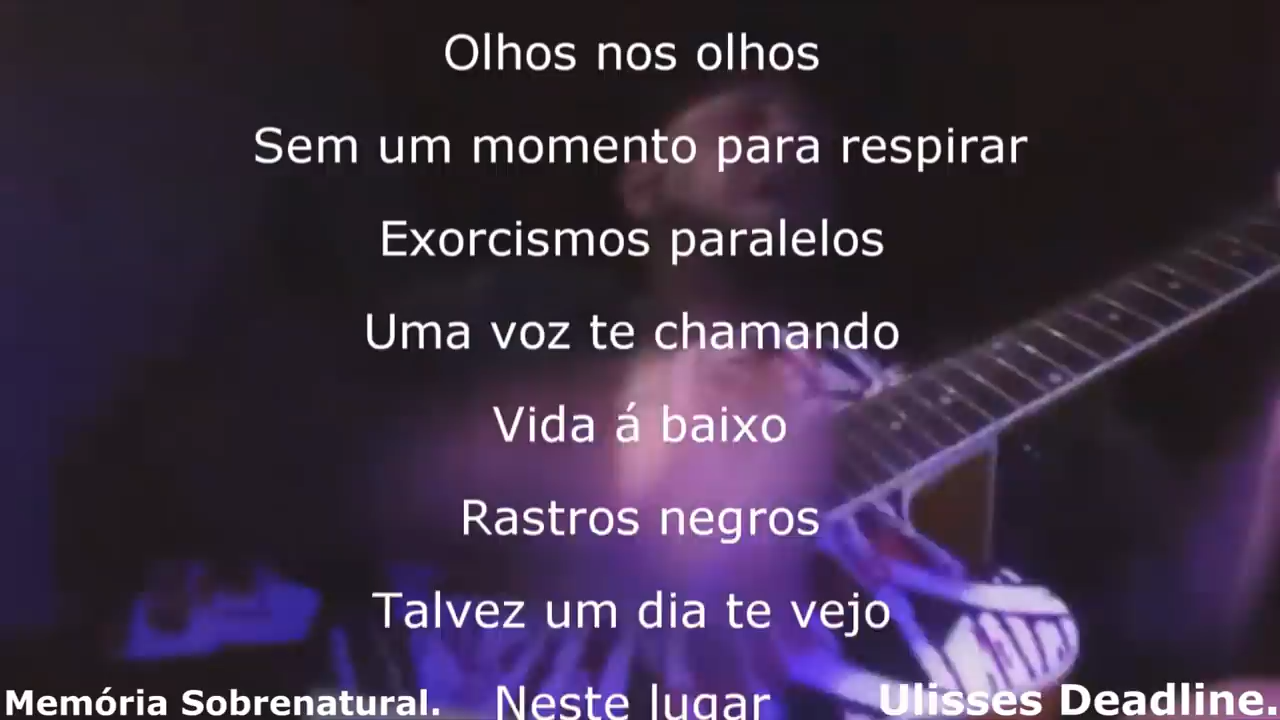 Olhos nos olhos
Sem um momento para respirar
Exorcismos paralelos
Uma voz te chamando
Vida á baixo
Rastros negros
Talvez um dia te vejo
Neste lugar
Memória Sobrenatural.
Ulisses Deadline.